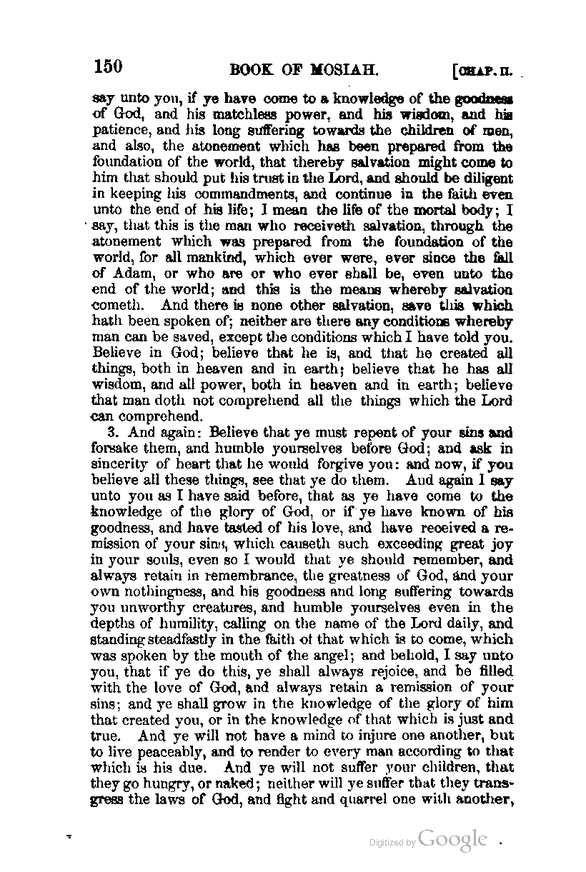 150 BOOK OF MOSIAH. [CHAP. II.
say unto you, if ye have come to a knowledge of the goodness
of God, and his matchless power, and his wisdom, and his
patience, and his long suffering towards the children of men,
and also, the atonement which has been prepared from the
foundation of the world, that thereby salvation might come to
him that should put his trust in the Lord, and should be diligent
in keeping his commandments, and continue in the faith even
unto the end of his life; I mean the life of the mortal body; I
say, that this is the man who receiveth salvation, through the
atonement which was prepared from the foundation of the
world, for all mankind, which ever were, ever since the fall
of Adam, or who are or who ever shall be, even unto the
end of the world; and this is the means whereby salvation
cometh. And there is none other salvation, save this which
hath been spoken of; neither are there any conditions whereby
man can be saved, except the conditions which I have told you.
Believe in God; believe that he is, and that he created all
things, both in heaven and in earth; believe that he has all
wisdom, and all power, both in heaven and in earth; believe
that man doth not comprehend all the things which the Lord
can comprehend.
3. And again: Believe that ye must repent of your sins and
forsake them, and humble yourselves before God; and ask in
sincerity of heart that he would forgive you: and now, if you
believe all these things, see that ye do them. And again I say
unto you as I have said before, that as ye have come to the
knowledge of the glory of God, or if ye have known of his
goodness, and have tasted of his love, and have received a re-
mission of your sins, which causeth such exceeding great joy
in your souls, even so I would that ye should remember, and
always retain in remembrance, the greatness of God, and your
own nothingness, and his goodness and long suffering towards
you unworthy creatures, and humble yourselves even in the
depths of humility, calling on the name of the Lord daily, and
standing steadfastly in the faith of that which is to come, which
was spoken by the mouth of the angel; and behold, I say unto
you, that if ye do this, ye shall always rejoice, and be filled
with the love of God, and always retain a remission of your
sins; and ye shall grow in the knowledge of the glory of him
that created you, or in the knowledge of that which is just and
true. And ye will not have a mind to injure one another, but
to live peaceably, and to render to every man according to that
which is his due. And ye will not suffer your children, that
they go hungry, or naked; neither will ye suffer that they trans-
gress the laws of God, and fight and quarrel one with another,
Digitized by Google